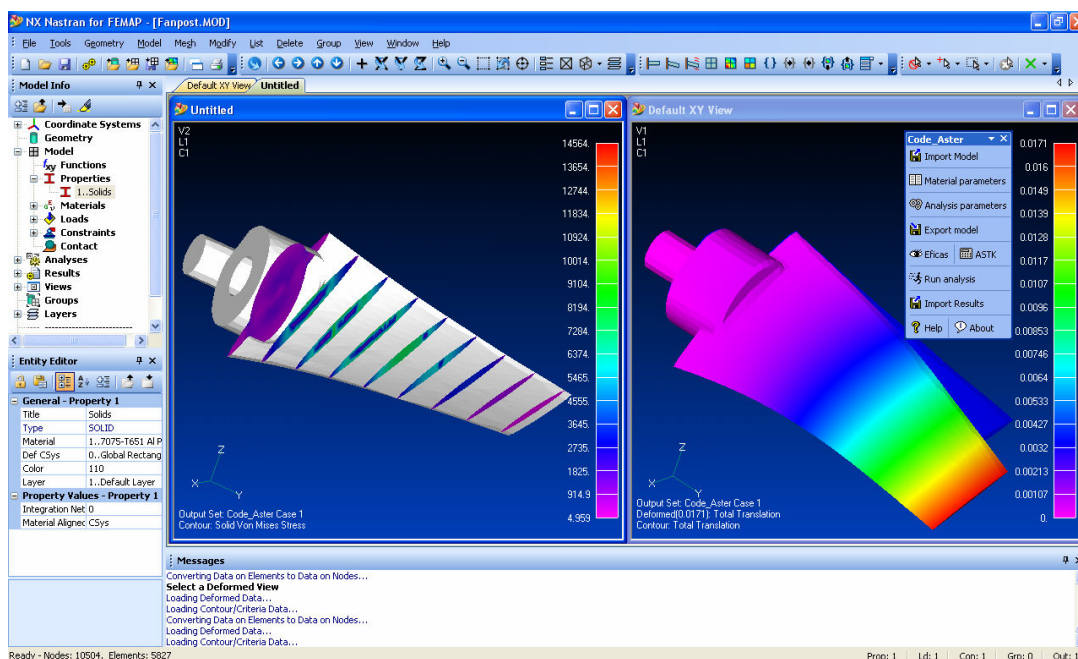 NX Nastran for FEMAP - [Fanpost.MOD]
File Tools Geometry Model Mesh Modify List Delete Group View Window Help
Model Info
Coordinate Systems
Geometry
Model
Functions
Properties
1..Solids
Materials
Loads
Constraints
Contact
Analyses
Results
Views
Groups
Layers
Entity Editor
General - Property 1
Title Solids
Type SOLID
Material 1..7075-T651 Al P
Def CSys 0..Global Rectang
Color 110
Layer 1..Default Layer
Property Values - Property 1
Integration Net 0
Material Alignec CSys
Default XY View Untitled
Untitled
V2
L1
C1
14564.
13654.
12744.
11834.
10924.
10014.
9104.
8194.
7284.
6374.
5465.
4555.
3645.
2735.
1825.
914.9
4.959
Z
X
Y
Output Set: Code_Aster Case 1
Contour: Solid Von Mises Stress
Default XY View
V1
L1
C1
Code_Aster
Import Model
Material parameters
Analysis parameters
Export model
Eficas ASTK
Run analysis
Import Results
Help About
0.0171
0.016
0.0149
0.0139
0.0128
0.0117
0.0107
0.0096
0.00853
0.00746
0.0064
0.00533
0.00427
0.0032
0.00213
0.00107
0.
Z
X
Y
Output Set: Code_Aster Case 1
Deformed(0.0171): Total Translation
Contour: Total Translation
Messages
Converting Data on Elements to Data on Nodes...
Select a Deformed View
Loading Deformed Data...
Loading Contour/Criteria Data...
Converting Data on Elements to Data on Nodes...
Loading Deformed Data...
Loading Contour/Criteria Data...
Ready - Nodes: 10504, Elements: 5827
Prop: 1 Ld: 1 Con: 1 Grp: 0 Out: 1